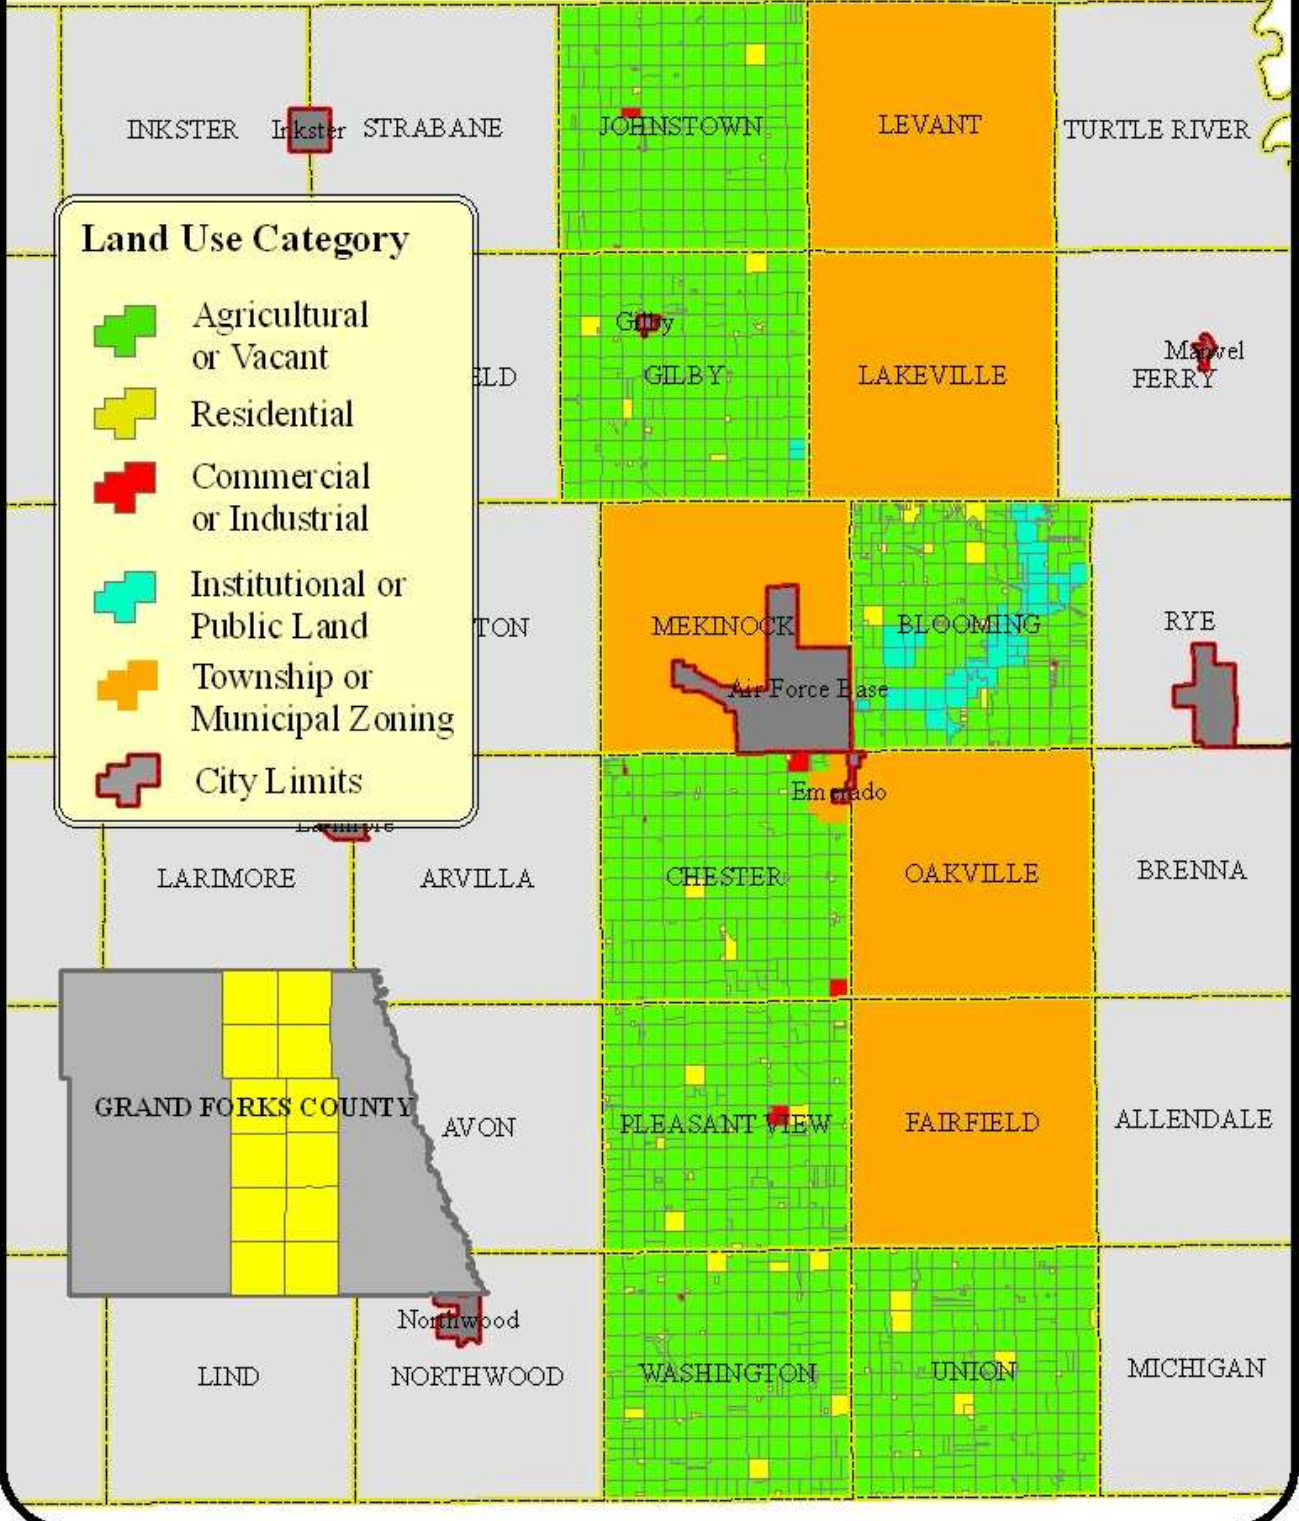 INKSTER
Inkster
STRABANE
JOHNSTOWN
LEVANT
TURTLE RIVER
Land Use Category
Agricultural
or Vacant
Residential
Commercial
or Industrial
Institutional or
Public Land
Township or
Municipal Zoning
City Limits
ELD
Gilby
GILBY
LAKEVILLE
Manvel
FERRY
TON
MEKINOCK
BLOOMING
RYE
Air Force Base
Emerado
LARIMORE
ARVILLA
CHESTER
OAKVILLE
BRENNA
GRAND FORKS COUNTY
AVON
PLEASANT VIEW
FAIRFIELD
ALLENDALE
Northwood
LIND
NORTHWOOD
WASHINGTON
UNION
MICHIGAN